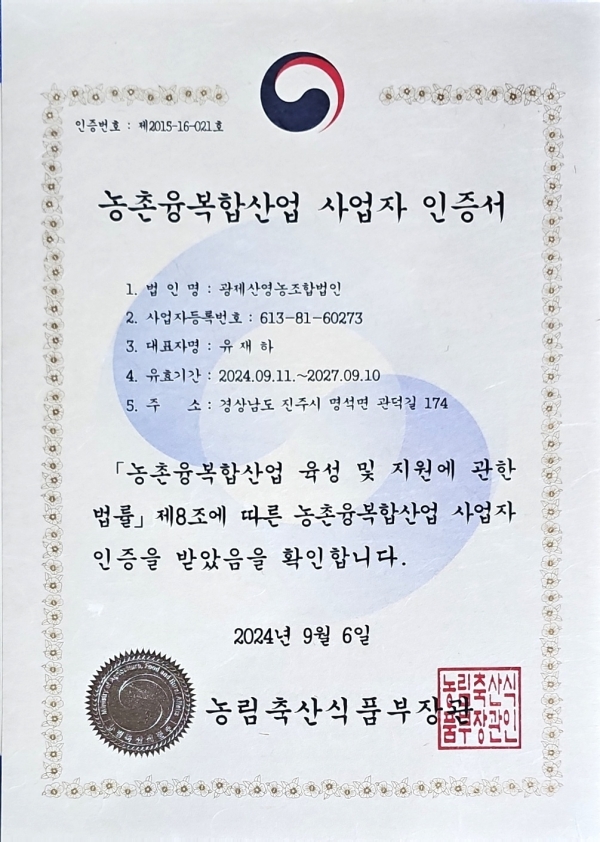 인증번호 : 제2015-16-021호
농촌융복합산업 사업자 인증서
1. 법 인 명 : 광제산영농조합법인
2. 사업자등록번호 : 613-81-60273
3. 대표자명 : 유 재 하
4. 유효기간 : 2024.09.11.~2027.09.10
5. 주 소 : 경상남도 진주시 명석면 관덕길 174
「농촌융복합산업 육성 및 지원에 관한
법률」제8조에 따른 농촌융복합산업 사업자
인증을 받았음을 확인합니다.
2024년 9월 6일
농림축산식품부장관
농림축산식
품부장관인
Ministry of Agriculture, Food and Rural Affairs